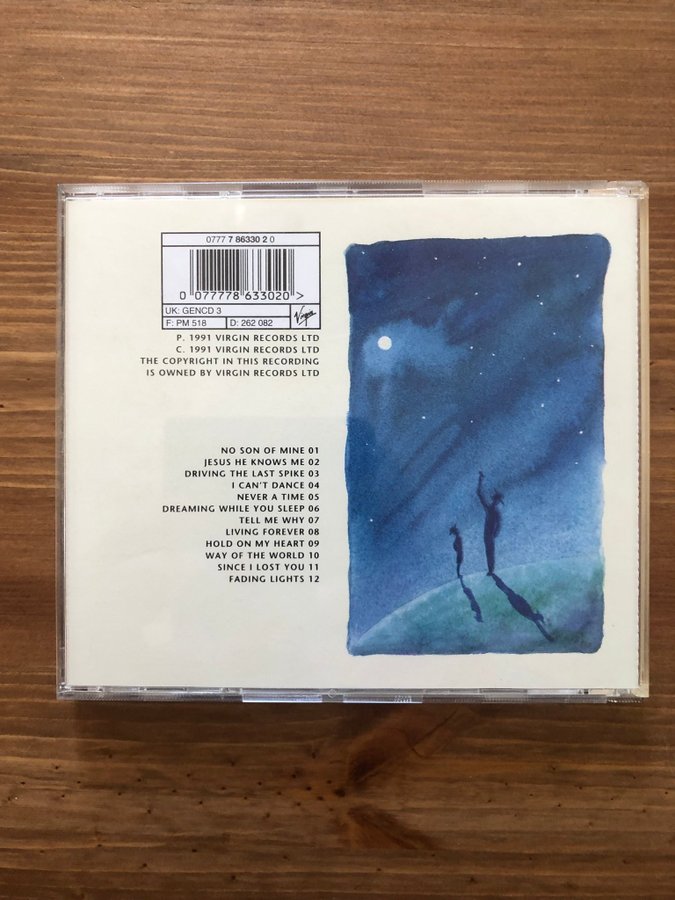 0777 7 86330 2 0
0 077778 633020 >
UK: GENCD 3
F: PM 518 D: 262 082 Virgin
P. 1991 VIRGIN RECORDS LTD
C. 1991 VIRGIN RECORDS LTD
THE COPYRIGHT IN THIS RECORDING
IS OWNED BY VIRGIN RECORDS LTD
NO SON OF MINE 01
JESUS HE KNOWS ME 02
DRIVING THE LAST SPIKE 03
I CAN'T DANCE 04
NEVER A TIME 05
DREAMING WHILE YOU SLEEP 06
TELL ME WHY 07
LIVING FOREVER 08
HOLD ON MY HEART 09
WAY OF THE WORLD 10
SINCE I LOST YOU 11
FADING LIGHTS 12